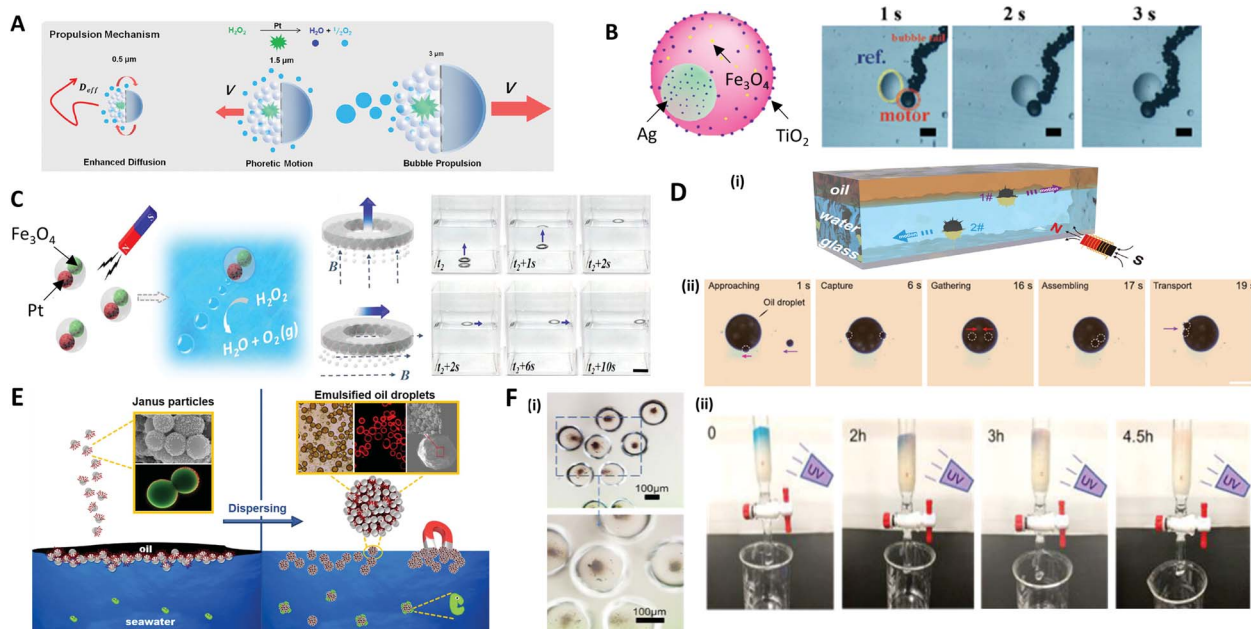 A
Propulsion Mechanism
H₂O₂ Pt H₂O + ½O₂
0.5 µm
1.5 µm
3 µm
D_eff
V
V
Enhanced Diffusion
Phoretic Motion
Bubble Propulsion
B
Fe₃O₄
Ag
TiO₂
1 s
2 s
3 s
bubble tail
ref.
motor
C
Fe₃O₄
Pt
H₂O₂
H₂O + O₂(g)
B
B
t₂
t₂+1s
t₂+2s
t₂+2s
t₂+6s
t₂+10s
D
(i)
oil
water
glass
1#
2#
N
S
(ii)
Approaching 1 s
Oil droplet
Capture 6 s
Gathering 16 s
Assembling 17 s
Transport 19 s
E
Janus particles
Emulsified oil droplets
Dispersing
oil
seawater
F
(i)
100µm
100µm
(ii)
0
2h
UV
3h
UV
4.5h
UV
UV